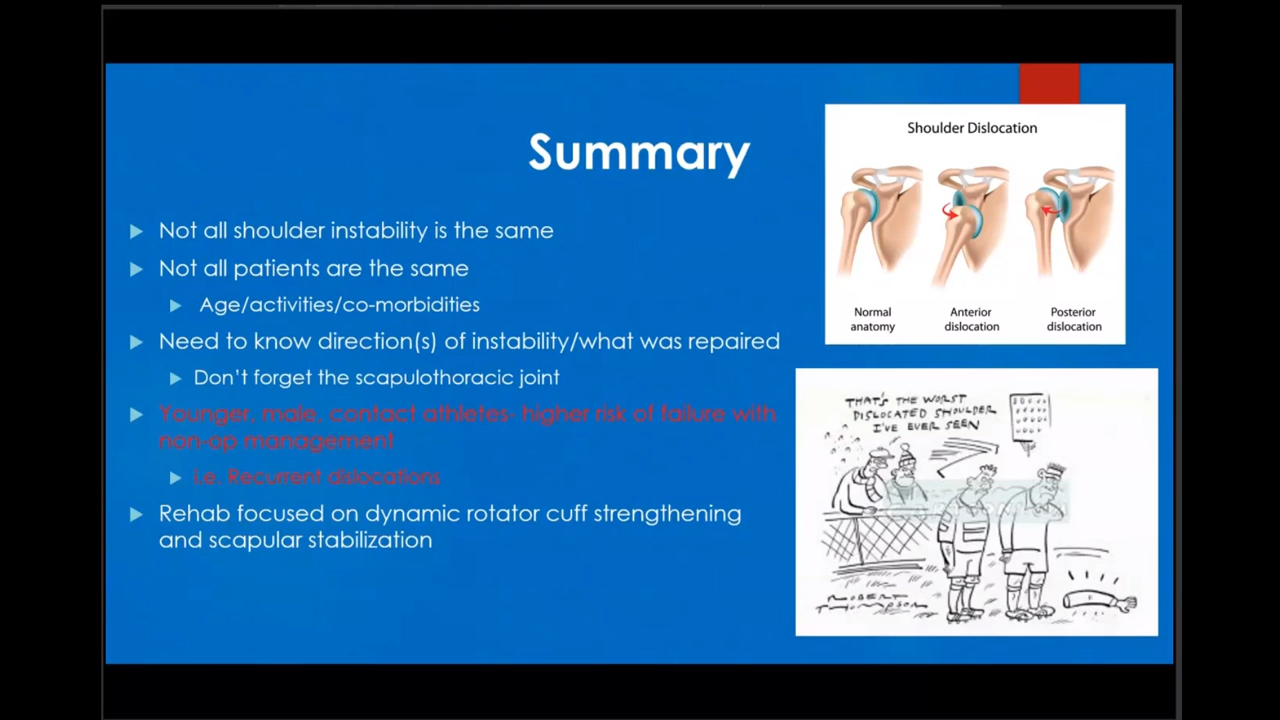 Summary
Not all shoulder instability is the same
Not all patients are the same
Age/activities/co-morbidities
Need to know direction(s) of instability/what was repaired
Don't forget the scapulothoracic joint
Younger, male, contact athletes- higher risk of failure with
non-op management
i.e. Recurrent dislocations
Rehab focused on dynamic rotator cuff strengthening
and scapular stabilization
Shoulder Dislocation
Normal
anatomy
Anterior
dislocation
Posterior
dislocation
THAT'S THE WORST
DISLOCATED SHOULDER
I'VE EVER SEEN
ROBERT
THOMPSON